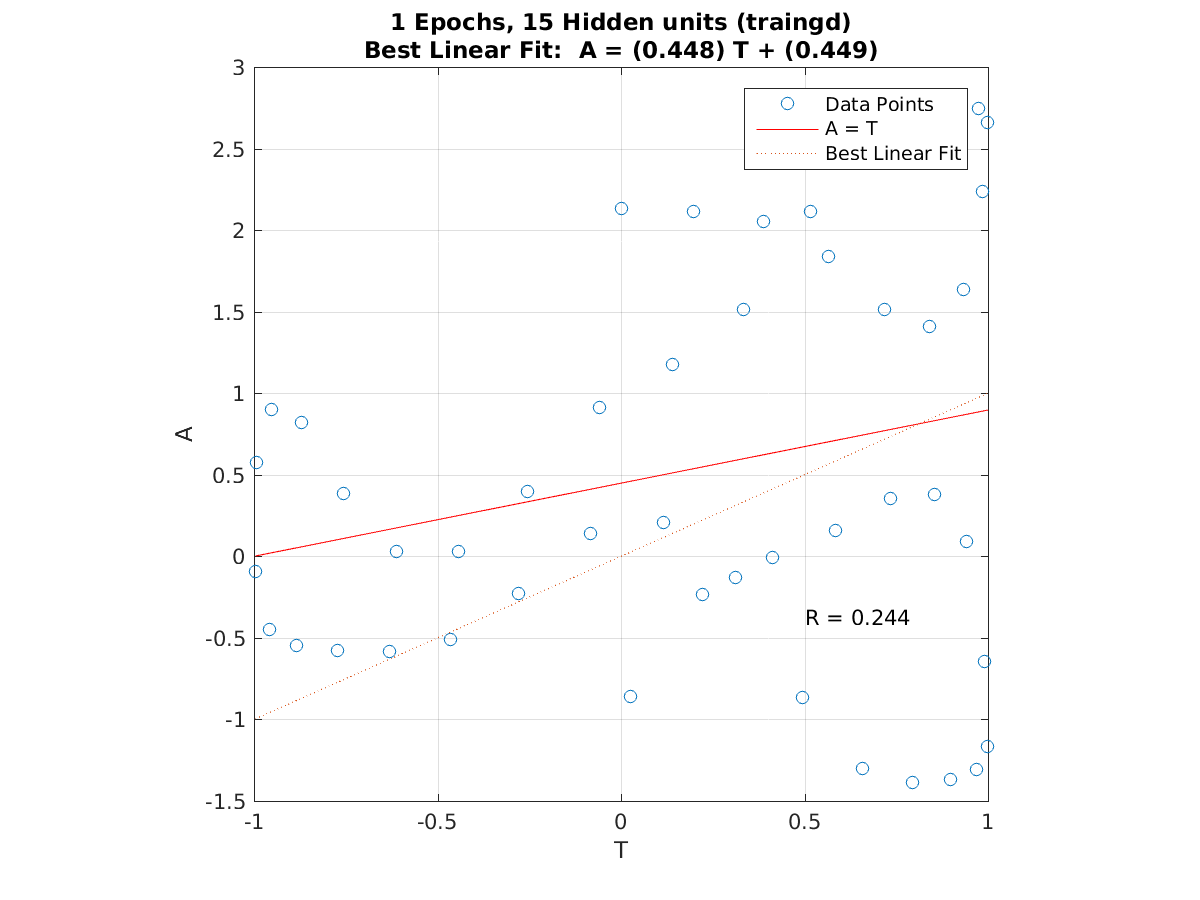 1 Epochs, 15 Hidden units (traingd)
Best Linear Fit:  A = (0.448) T + (0.449)
3
2.5
2
1.5
1
0.5
0
-0.5
-1
-1.5
A
Data Points
A = T
Best Linear Fit
R = 0.244
-1
-0.5
0
0.5
1
T